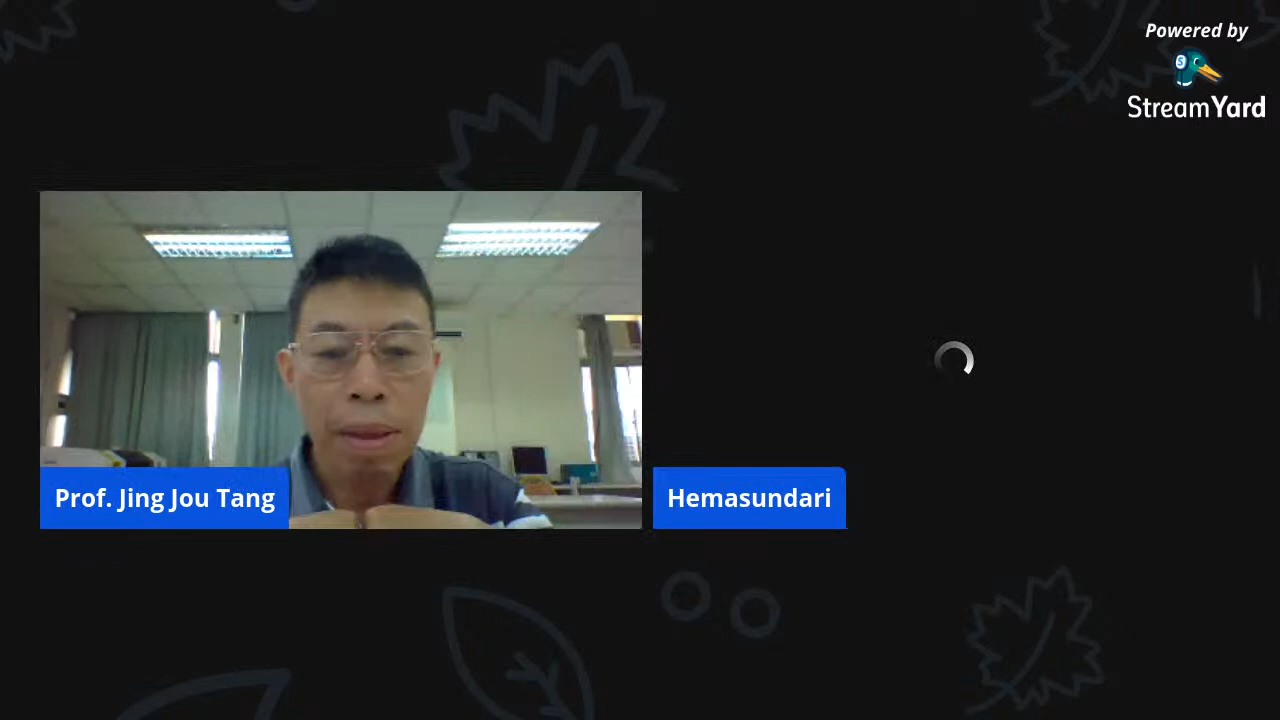 Powered by
S
StreamYard
Prof. Jing Jou Tang
Hemasundari